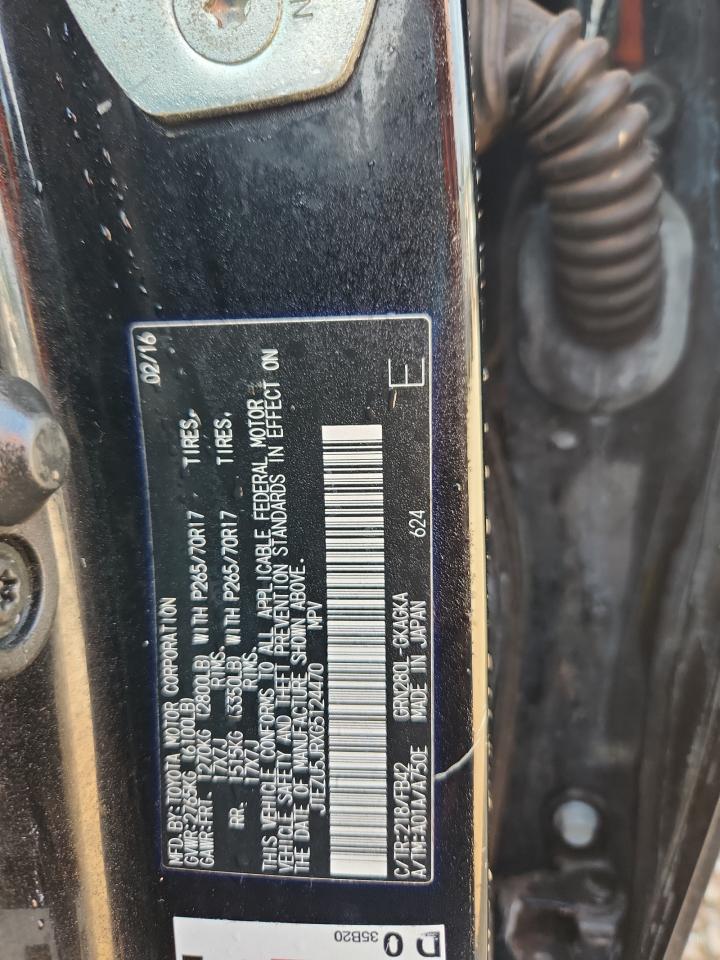 MFD. BY: TOYOTA MOTOR CORPORATION 02/16
GVWR: 2765KG (6100LB)
GAWR: FRT 1270KG (2800LB) WITH P265/70R17 TIRES,
17X7J RIMS.
RR. 1515KG (3350LB) WITH P265/70R17 TIRES,
17X7J RIMS.
THIS VEHICLE CONFORMS TO ALL APPLICABLE FEDERAL MOTOR
VEHICLE SAFETY AND THEFT PREVENTION STANDARDS IN EFFECT ON
THE DATE OF MANUFACTURE SHOWN ABOVE.
JTEZU5JRXG5124470 MPV
C/TR:218/FB42 GRN280L-GKAGKA
A/TM:A01A/A750E MADE IN JAPAN 624 E
35B20
D O
N